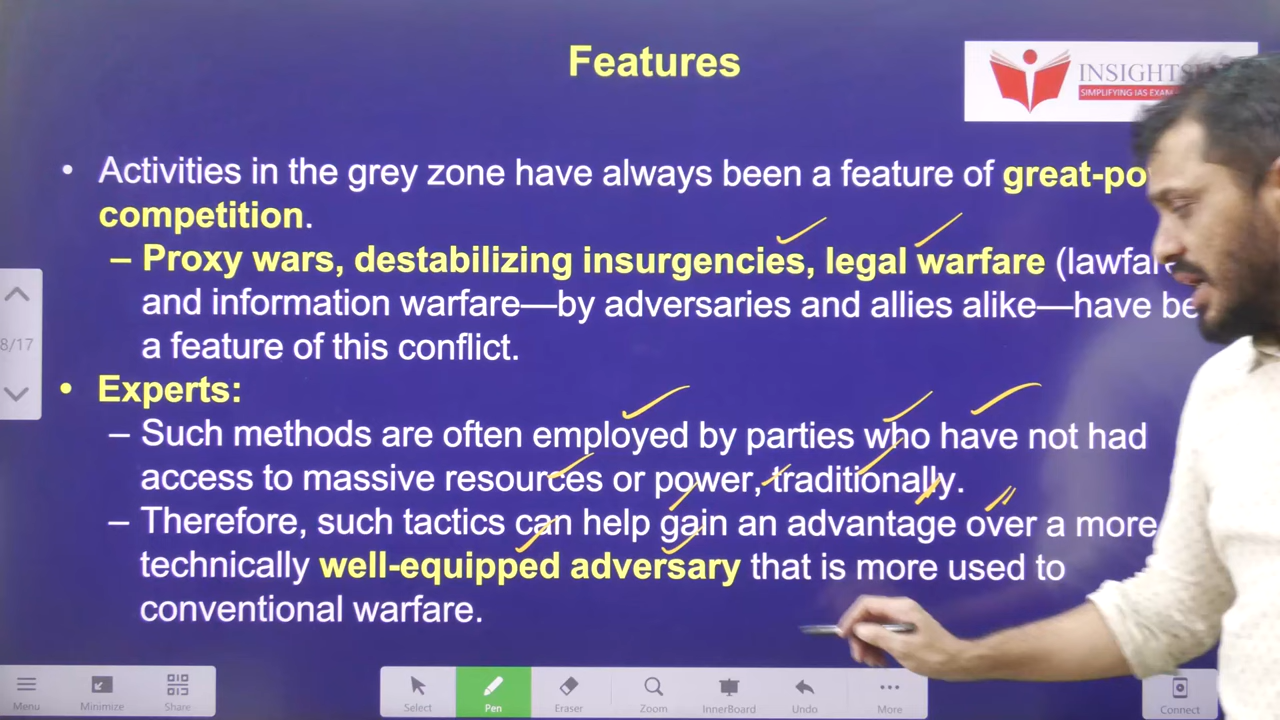 Features
INSIGHTS
SIMPLIFYING IAS EXAM
• Activities in the grey zone have always been a feature of great-po
competition.
– Proxy wars, destabilizing insurgencies, legal warfare (lawfare
and information warfare—by adversaries and allies alike—have be
a feature of this conflict.
• Experts:
– Such methods are often employed by parties who have not had
access to massive resources or power, traditionally.
– Therefore, such tactics can help gain an advantage over a more
technically well-equipped adversary that is more used to
conventional warfare.
8/17
Menu Minimize Share Select Pen Eraser Zoom InnerBoard Undo More Connect